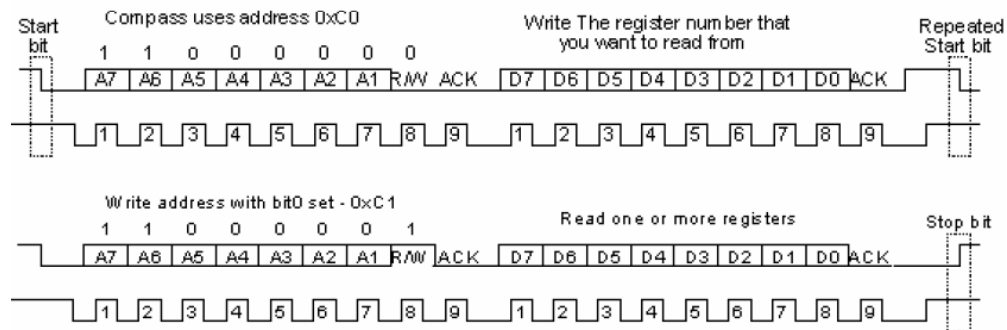 Start bit
Compass uses address 0xC0
Write The register number that
you want to read from
Repeated
Start bit
1 1 0 0 0 0 0 0
A7 A6 A5 A4 A3 A2 A1 R/W ACK D7 D6 D5 D4 D3 D2 D1 D0 ACK
1 2 3 4 5 6 7 8 9 1 2 3 4 5 6 7 8 9
Write address with bit0 set - 0xC1
Read one or more registers
Stop bit
1 1 0 0 0 0 0 1
A7 A6 A5 A4 A3 A2 A1 R/W ACK D7 D6 D5 D4 D3 D2 D1 D0 ACK
1 2 3 4 5 6 7 8 9 1 2 3 4 5 6 7 8 9